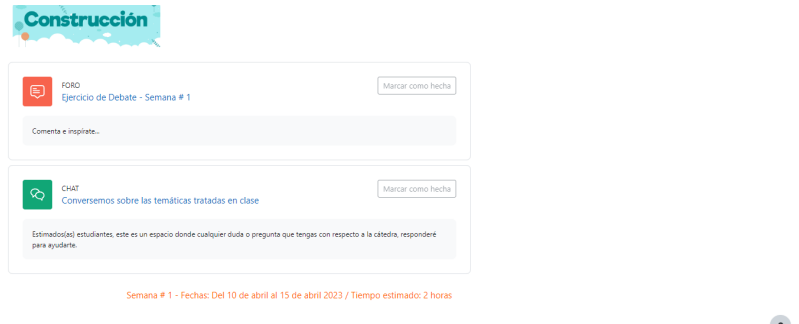 Construcción
FORO
Marcar como hecha
Ejercicio de Debate - Semana # 1
Comenta e inspírate...
CHAT
Marcar como hecha
Conversemos sobre las temáticas tratadas en clase
Estimados(as) estudiantes, este es un espacio donde cualquier duda o pregunta que tengas con respecto a la cátedra, responderé
para ayudarte.
Semana # 1 - Fechas: Del 10 de abril al 15 de abril 2023 / Tiempo estimado: 2 horas